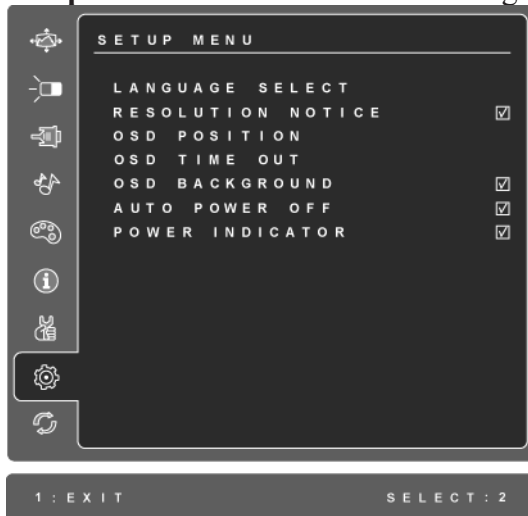 SETUP MENU
LANGUAGE SELECT
RESOLUTION NOTICE
OSD POSITION
OSD TIME OUT
OSD BACKGROUND
AUTO POWER OFF
POWER INDICATOR
1:EXIT SELECT:2